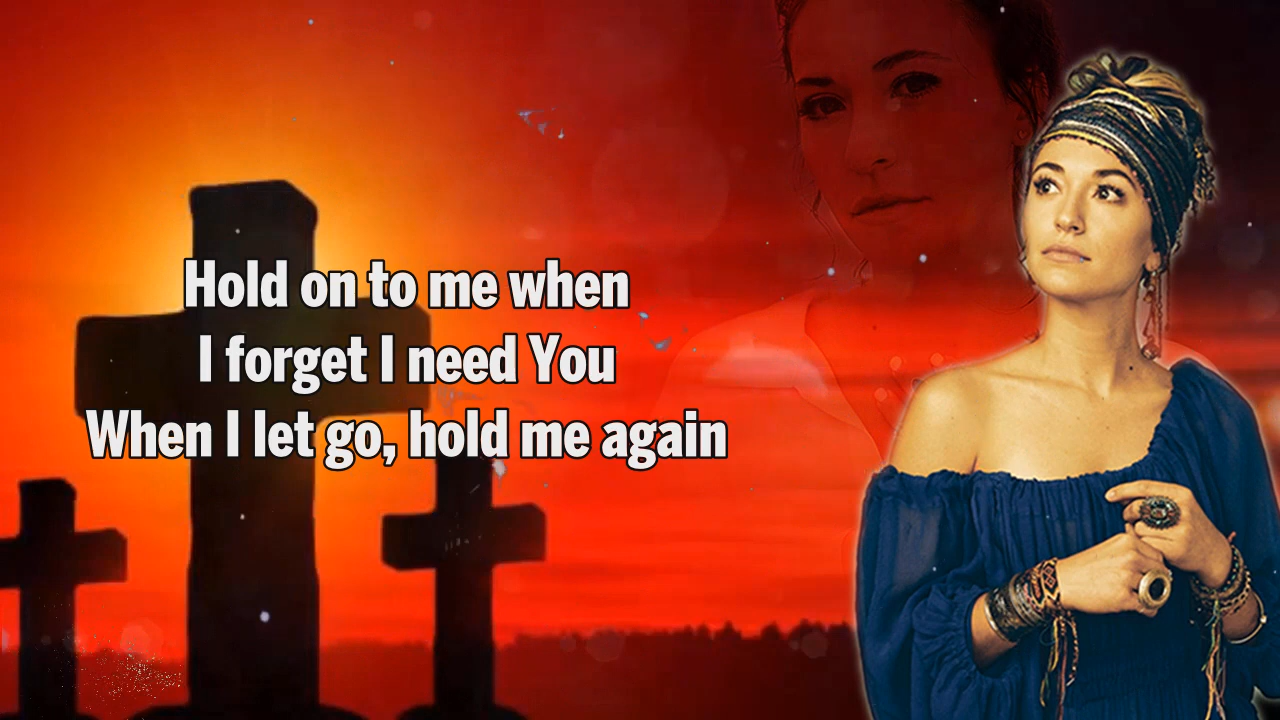 Hold on to me when
I forget I need You
When I let go, hold me again